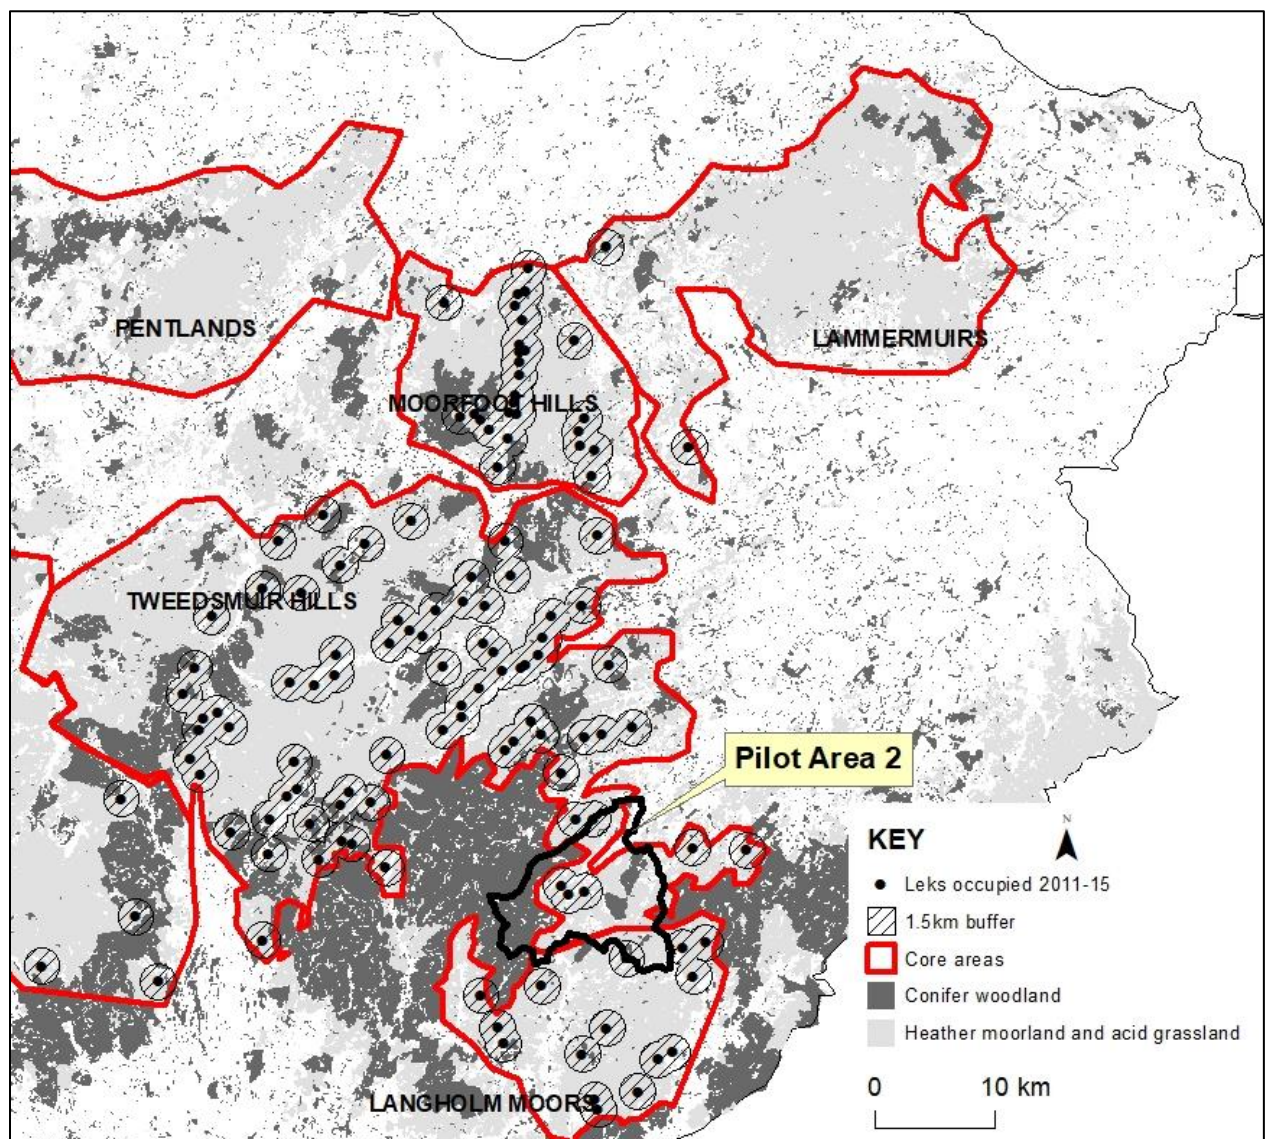 PENTLANDS
LAMMERMUIRS
MOORFOOT HILLS
TWEEDSMUIR HILLS
Pilot Area 2
LANGHOLM MOORS
KEY
N
Leks occupied 2011-15
1.5km buffer
Core areas
Conifer woodland
Heather moorland and acid grassland
0 10 km